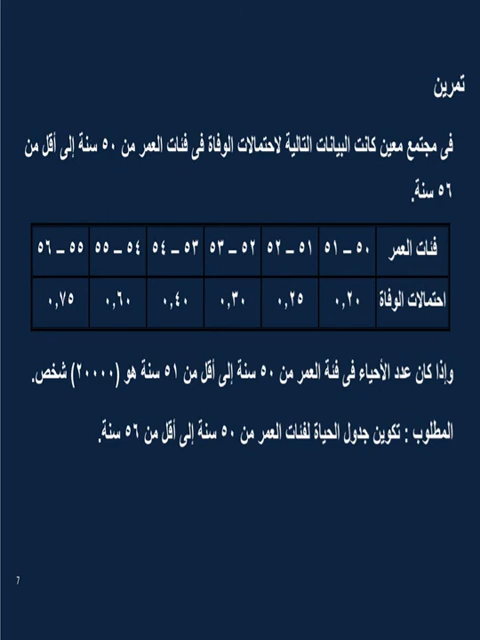 تمرين
فى مجتمع معين كانت البيانات التالية لاحتمالات الوفاة فى فئات العمر من ٥٠ سنة إلى أقل من
٥٦ سنة.
فئات العمر ٥٠ – ٥١ ٥١ – ٥٢ ٥٢ – ٥٣ ٥٣ – ٥٤ ٥٤ – ٥٥ ٥٥ – ٥٦
احتمالات الوفاة ٠,٢٠ ٠,٢٥ ٠,٣٠ ٠,٤٠ ٠,٦٠ ٠,٧٥
وإذا كان عدد الأحياء فى فئة العمر من ٥٠ سنة إلى أقل من ٥١ سنة هو (٢٠٠٠٠) شخص.
المطلوب : تكوين جدول الحياة لفئات العمر من ٥٠ سنة إلى أقل من ٥٦ سنة.
7